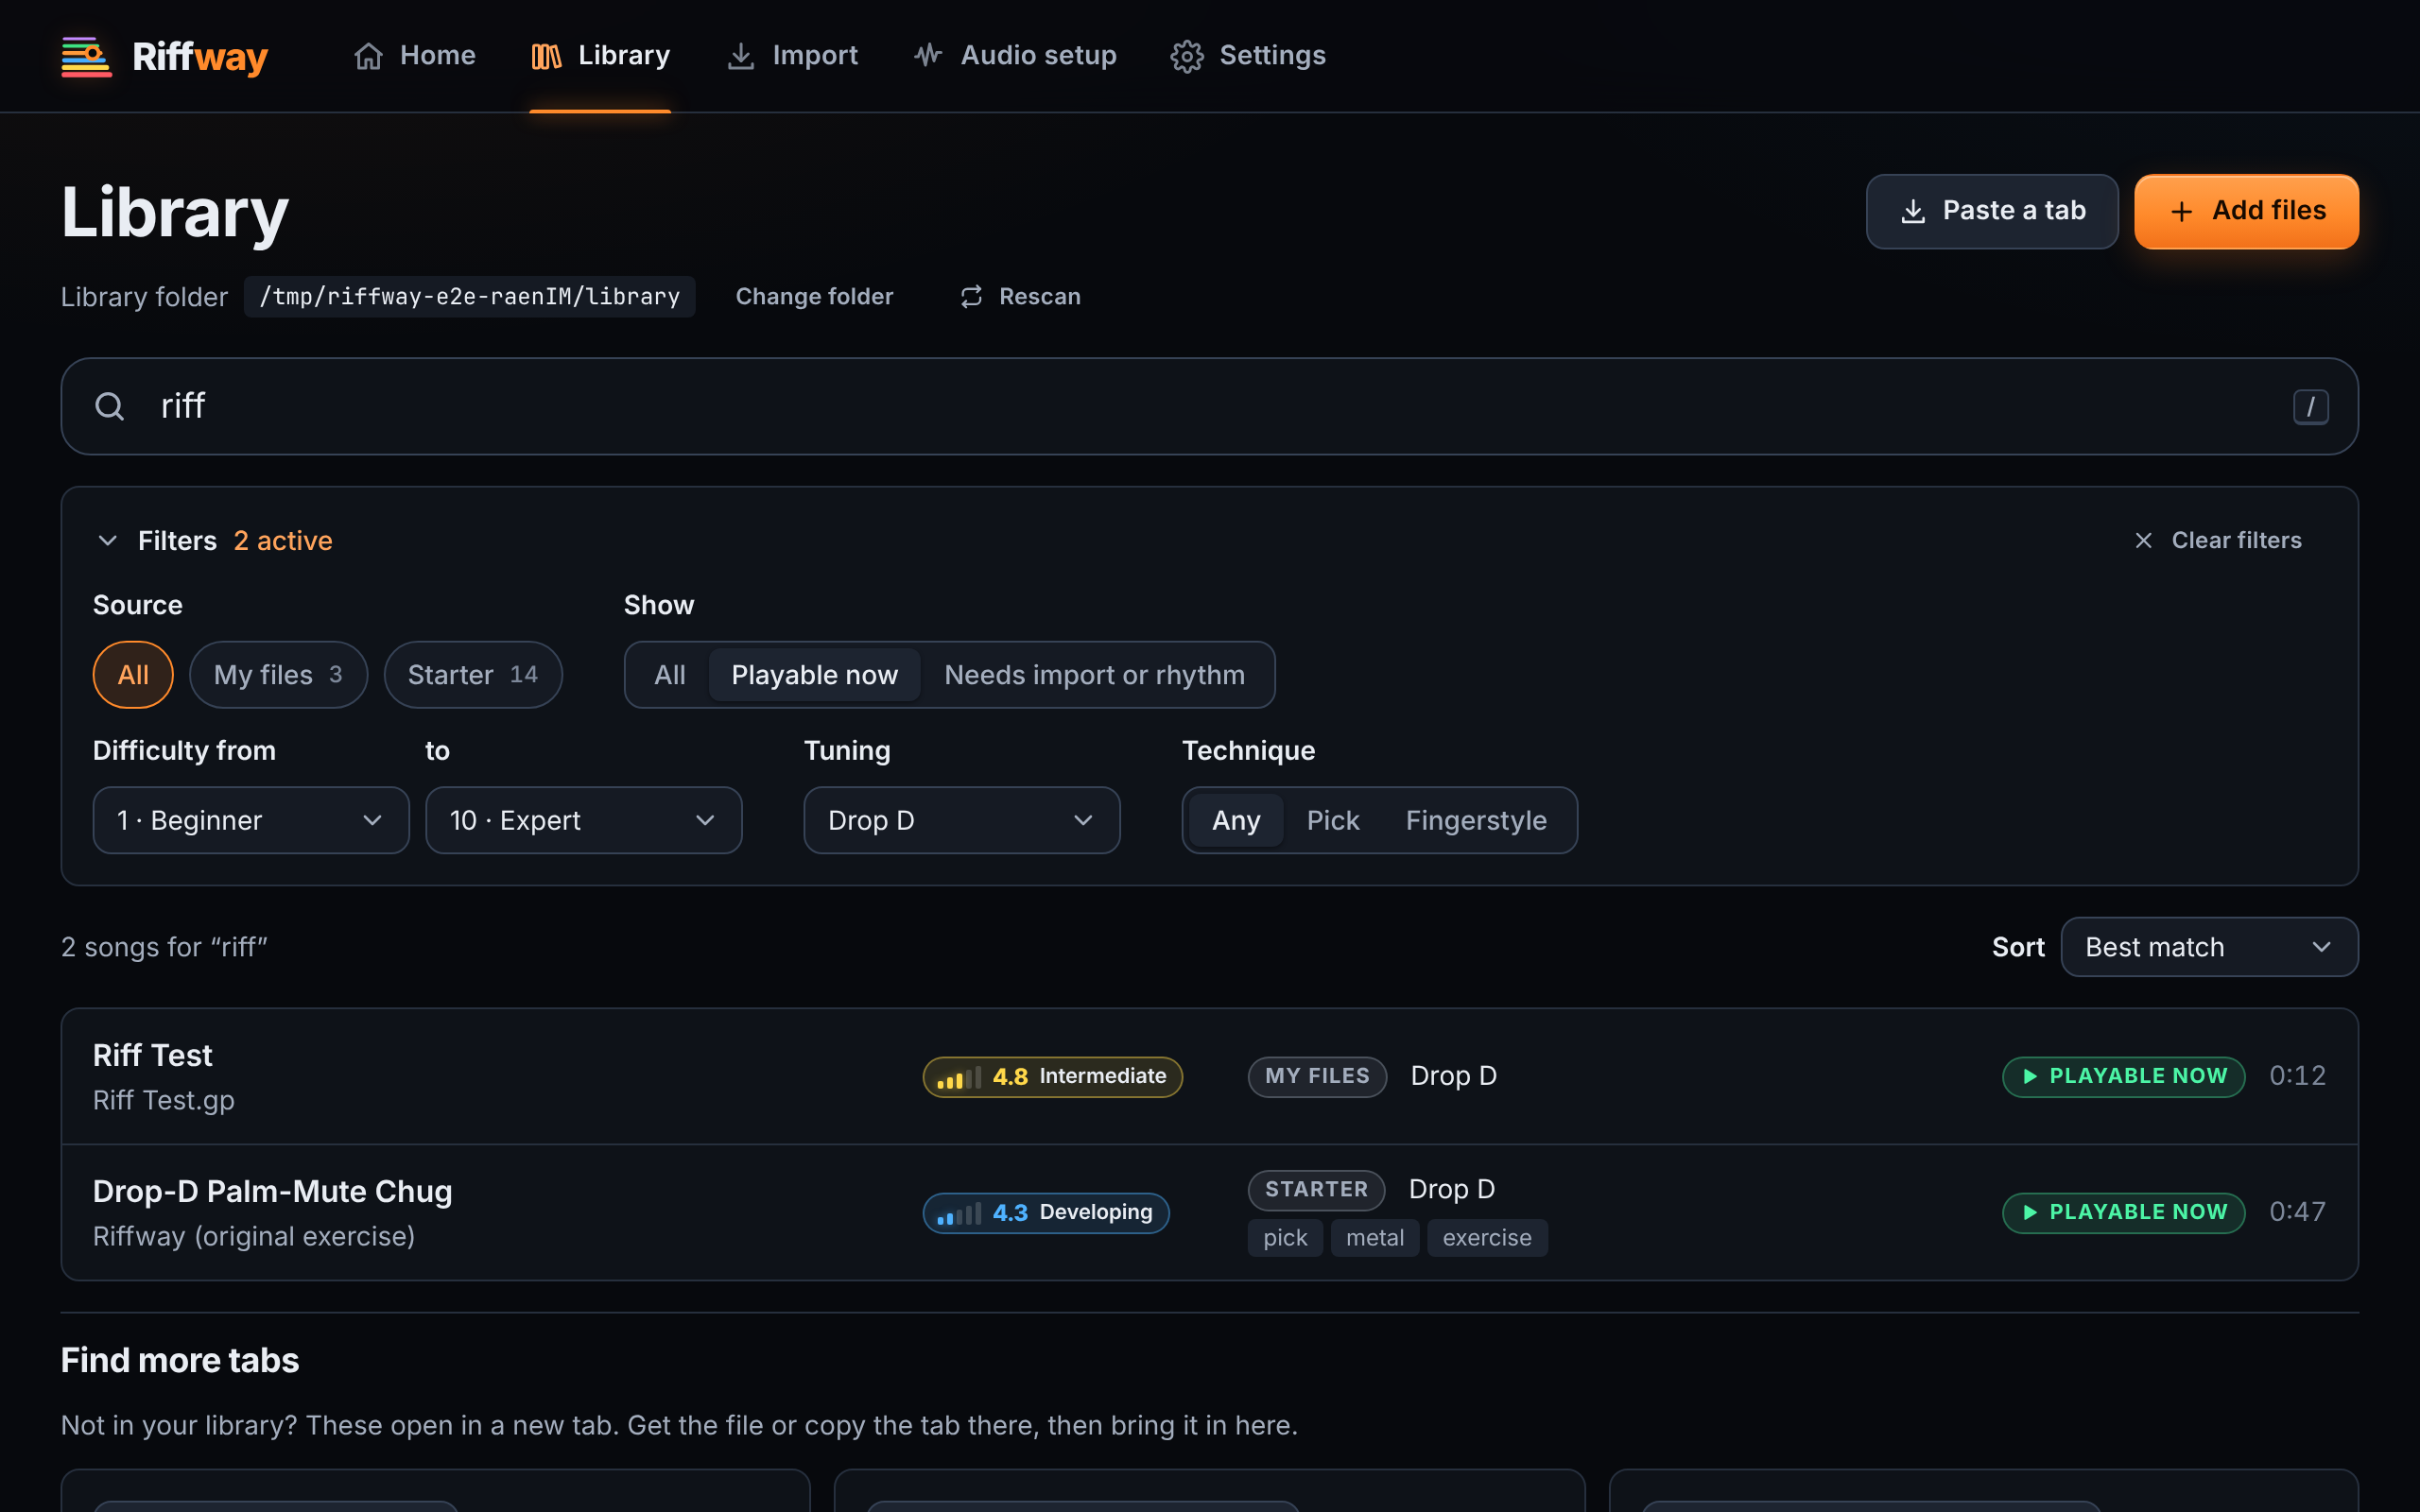 Riffway Home Library Import Audio setup Settings
Library
Paste a tab Add files
Library folder /tmp/riffway-e2e-raenIM/library Change folder Rescan
riff /
Filters 2 active Clear filters
Source Show
All My files 3 Starter 14 All Playable now Needs import or rhythm
Difficulty from to Tuning Technique
1 · Beginner 10 · Expert Drop D Any Pick Fingerstyle
2 songs for “riff” Sort Best match
Riff Test
Riff Test.gp
4.8 Intermediate MY FILES Drop D PLAYABLE NOW 0:12
Drop-D Palm-Mute Chug
Riffway (original exercise)
4.3 Developing STARTER Drop D
pick metal exercise
PLAYABLE NOW 0:47
Find more tabs
Not in your library? These open in a new tab. Get the file or copy the tab there, then bring it in here.